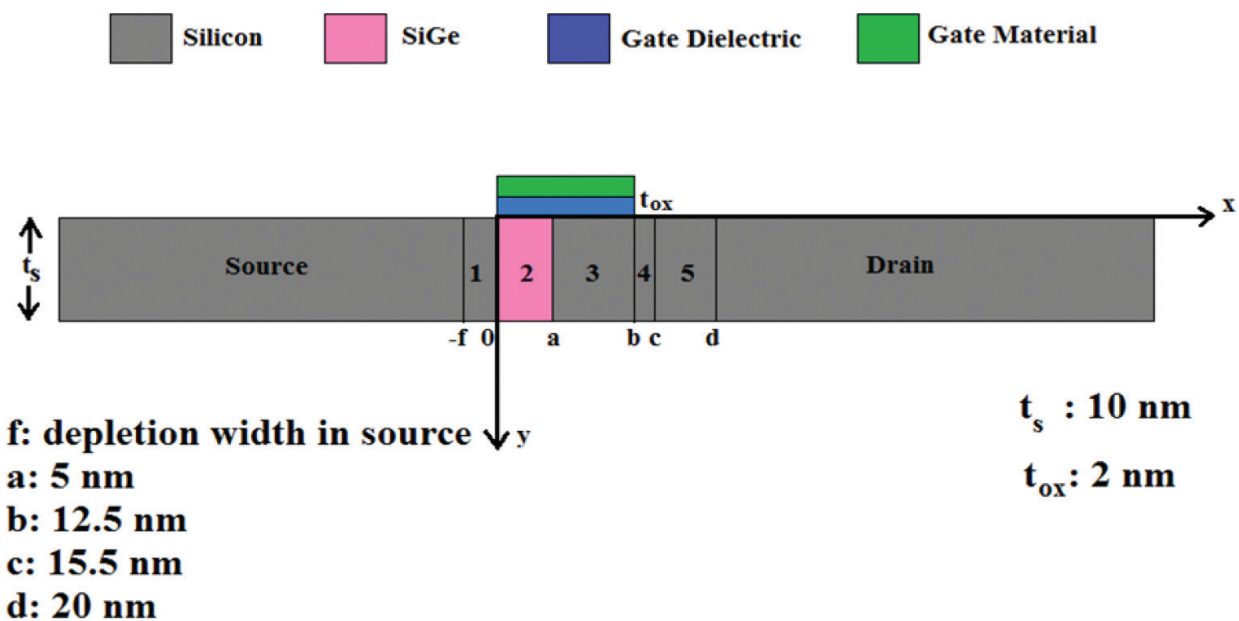 Silicon SiGe Gate Dielectric Gate Material
tox
x
ts
Source 1 2 3 4 5 Drain
-f 0 a b c d
y
ts : 10 nm
f: depletion width in source
a: 5 nm
tox: 2 nm
b: 12.5 nm
c: 15.5 nm
d: 20 nm